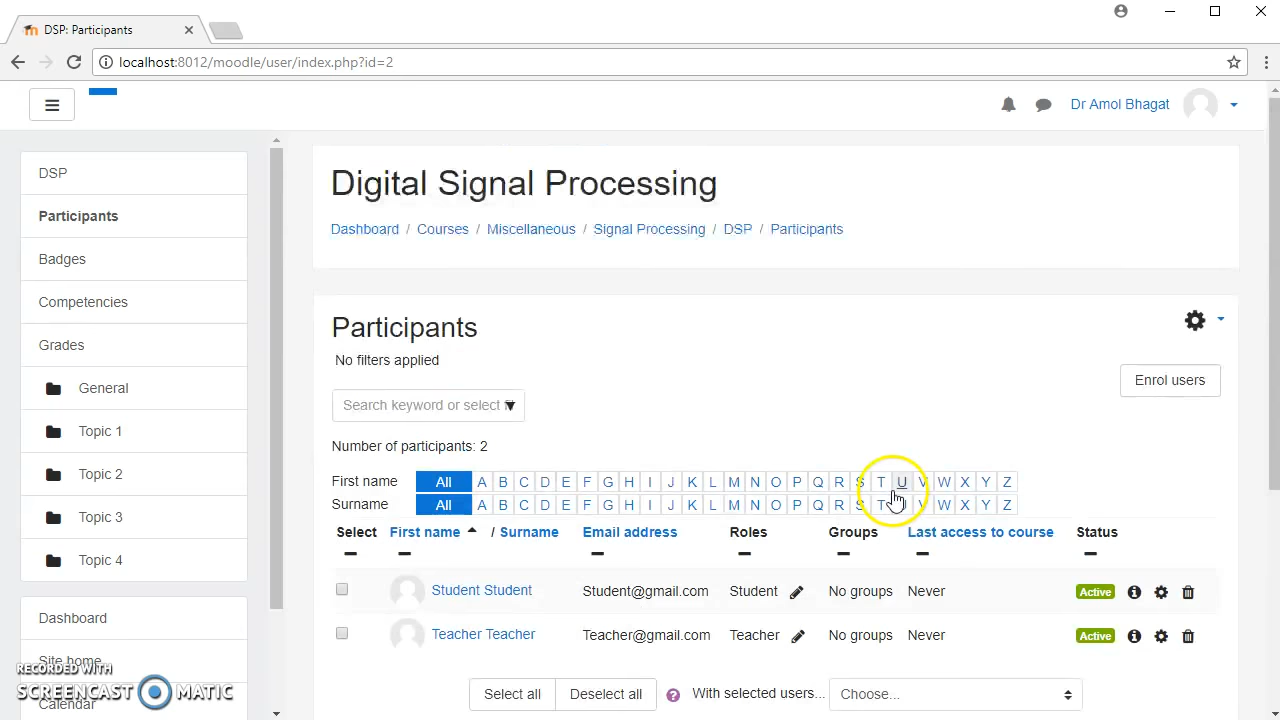 DSP: Participants
localhost:8012/moodle/user/index.php?id=2
Dr Amol Bhagat
DSP
Participants
Badges
Competencies
Grades
General
Topic 1
Topic 2
Topic 3
Topic 4
Dashboard
Site home
Calendar
RECORDED WITH
SCREENCAST MATIC
Digital Signal Processing
Dashboard / Courses / Miscellaneous / Signal Processing / DSP / Participants
Participants
No filters applied
Enrol users
Search keyword or select
Number of participants: 2
First name All A B C D E F G H I J K L M N O P Q R S T U V W X Y Z
Surname All A B C D E F G H I J K L M N O P Q R S T U V W X Y Z
Select First name / Surname Email address Roles Groups Last access to course Status
Student Student Student@gmail.com Student No groups Never Active
Teacher Teacher Teacher@gmail.com Teacher No groups Never Active
Select all Deselect all ? With selected users... Choose...